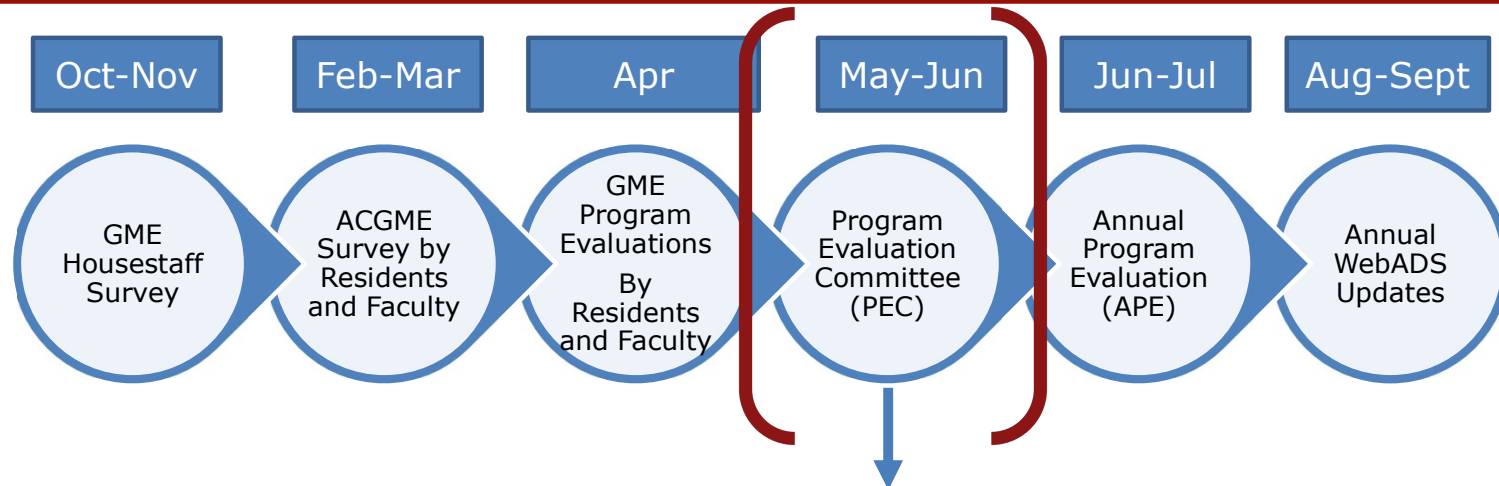 Oct-Nov
Feb-Mar
Apr
May-Jun
Jun-Jul
Aug-Sept
GME
Housestaff
Survey
ACGME
Survey by
Residents
and Faculty
GME
Program
Evaluations
By
Residents
and Faculty
Program
Evaluation
Committee
(PEC)
Annual
Program
Evaluation
(APE)
Annual
WebADS
Updates